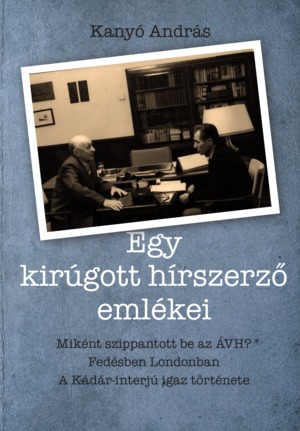 Kanyó András
Egy
kirúgott hírszerző
emlékei
Miként szippantott be az ÁVH? *
Fedésben Londonban
A Kádár-interjú igaz története